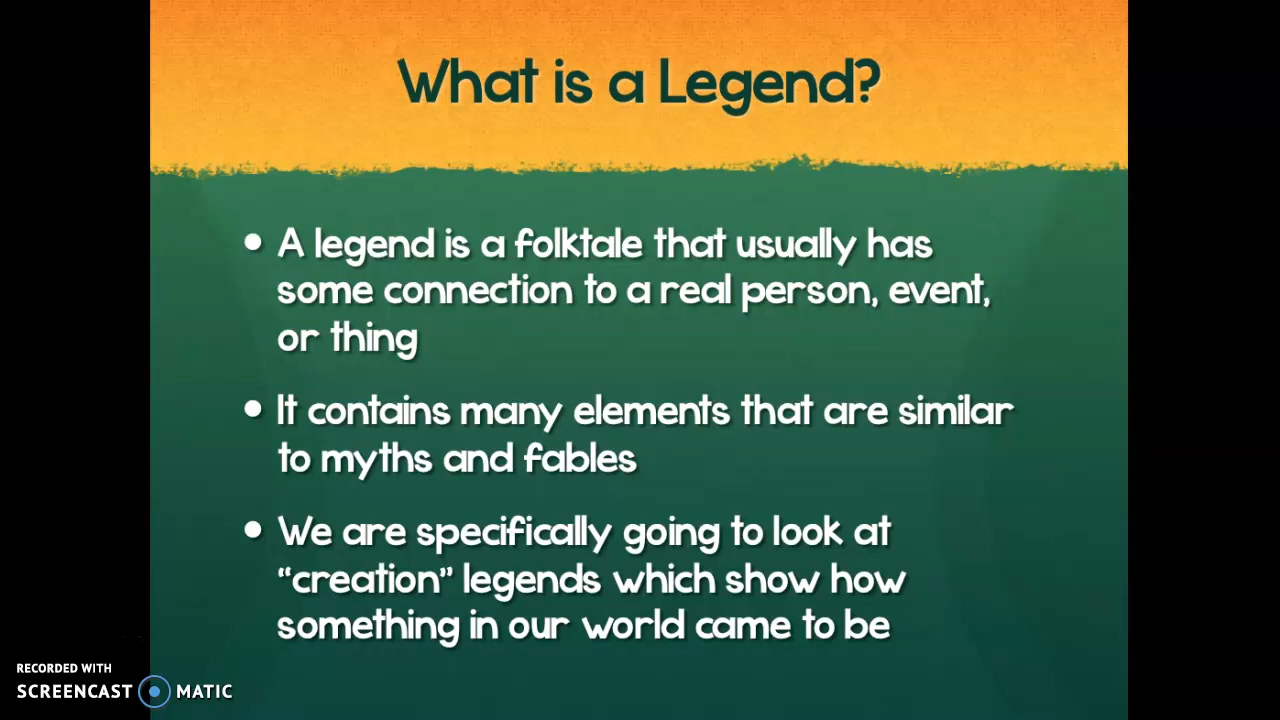 What is a Legend?
• A legend is a folktale that usually has
some connection to a real person, event,
or thing
• It contains many elements that are similar
to myths and fables
• We are specifically going to look at
“creation” legends which show how
something in our world came to be
RECORDED WITH
SCREENCAST MATIC